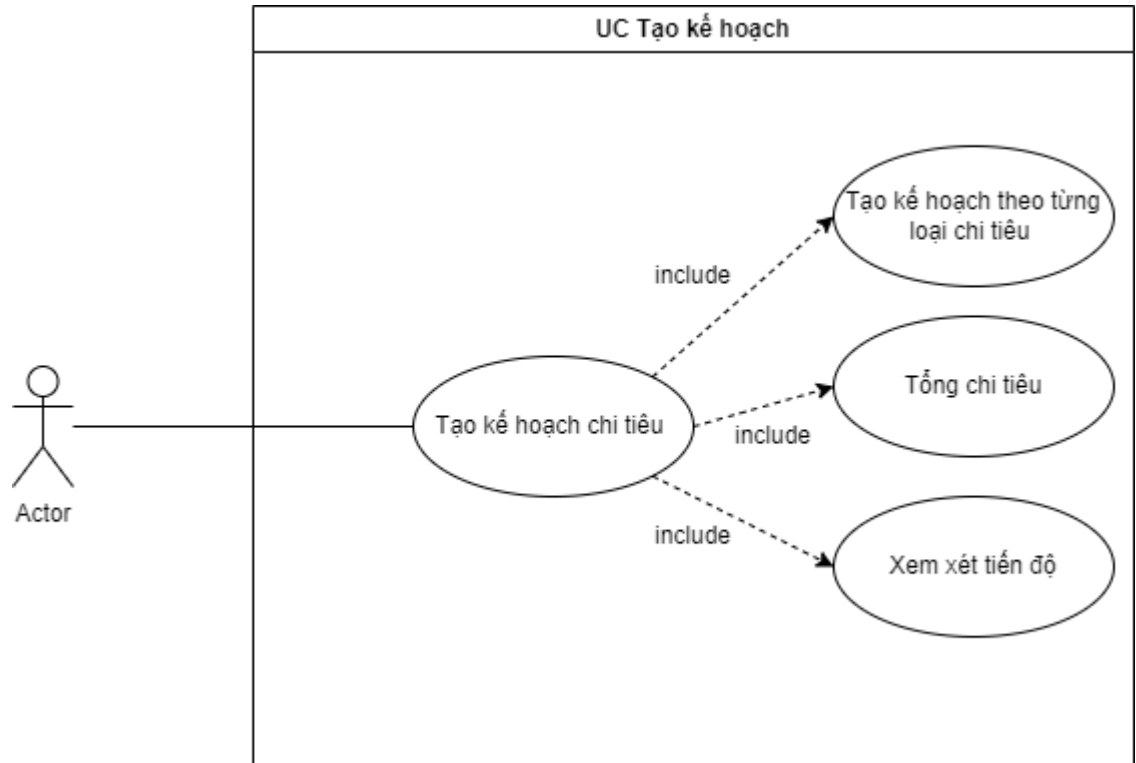 UC Tạo kế hoạch
Tạo kế hoạch theo từng
loại chi tiêu
include
Tổng chi tiêu
Tạo kế hoạch chi tiêu
include
Actor
include
Xem xét tiến độ